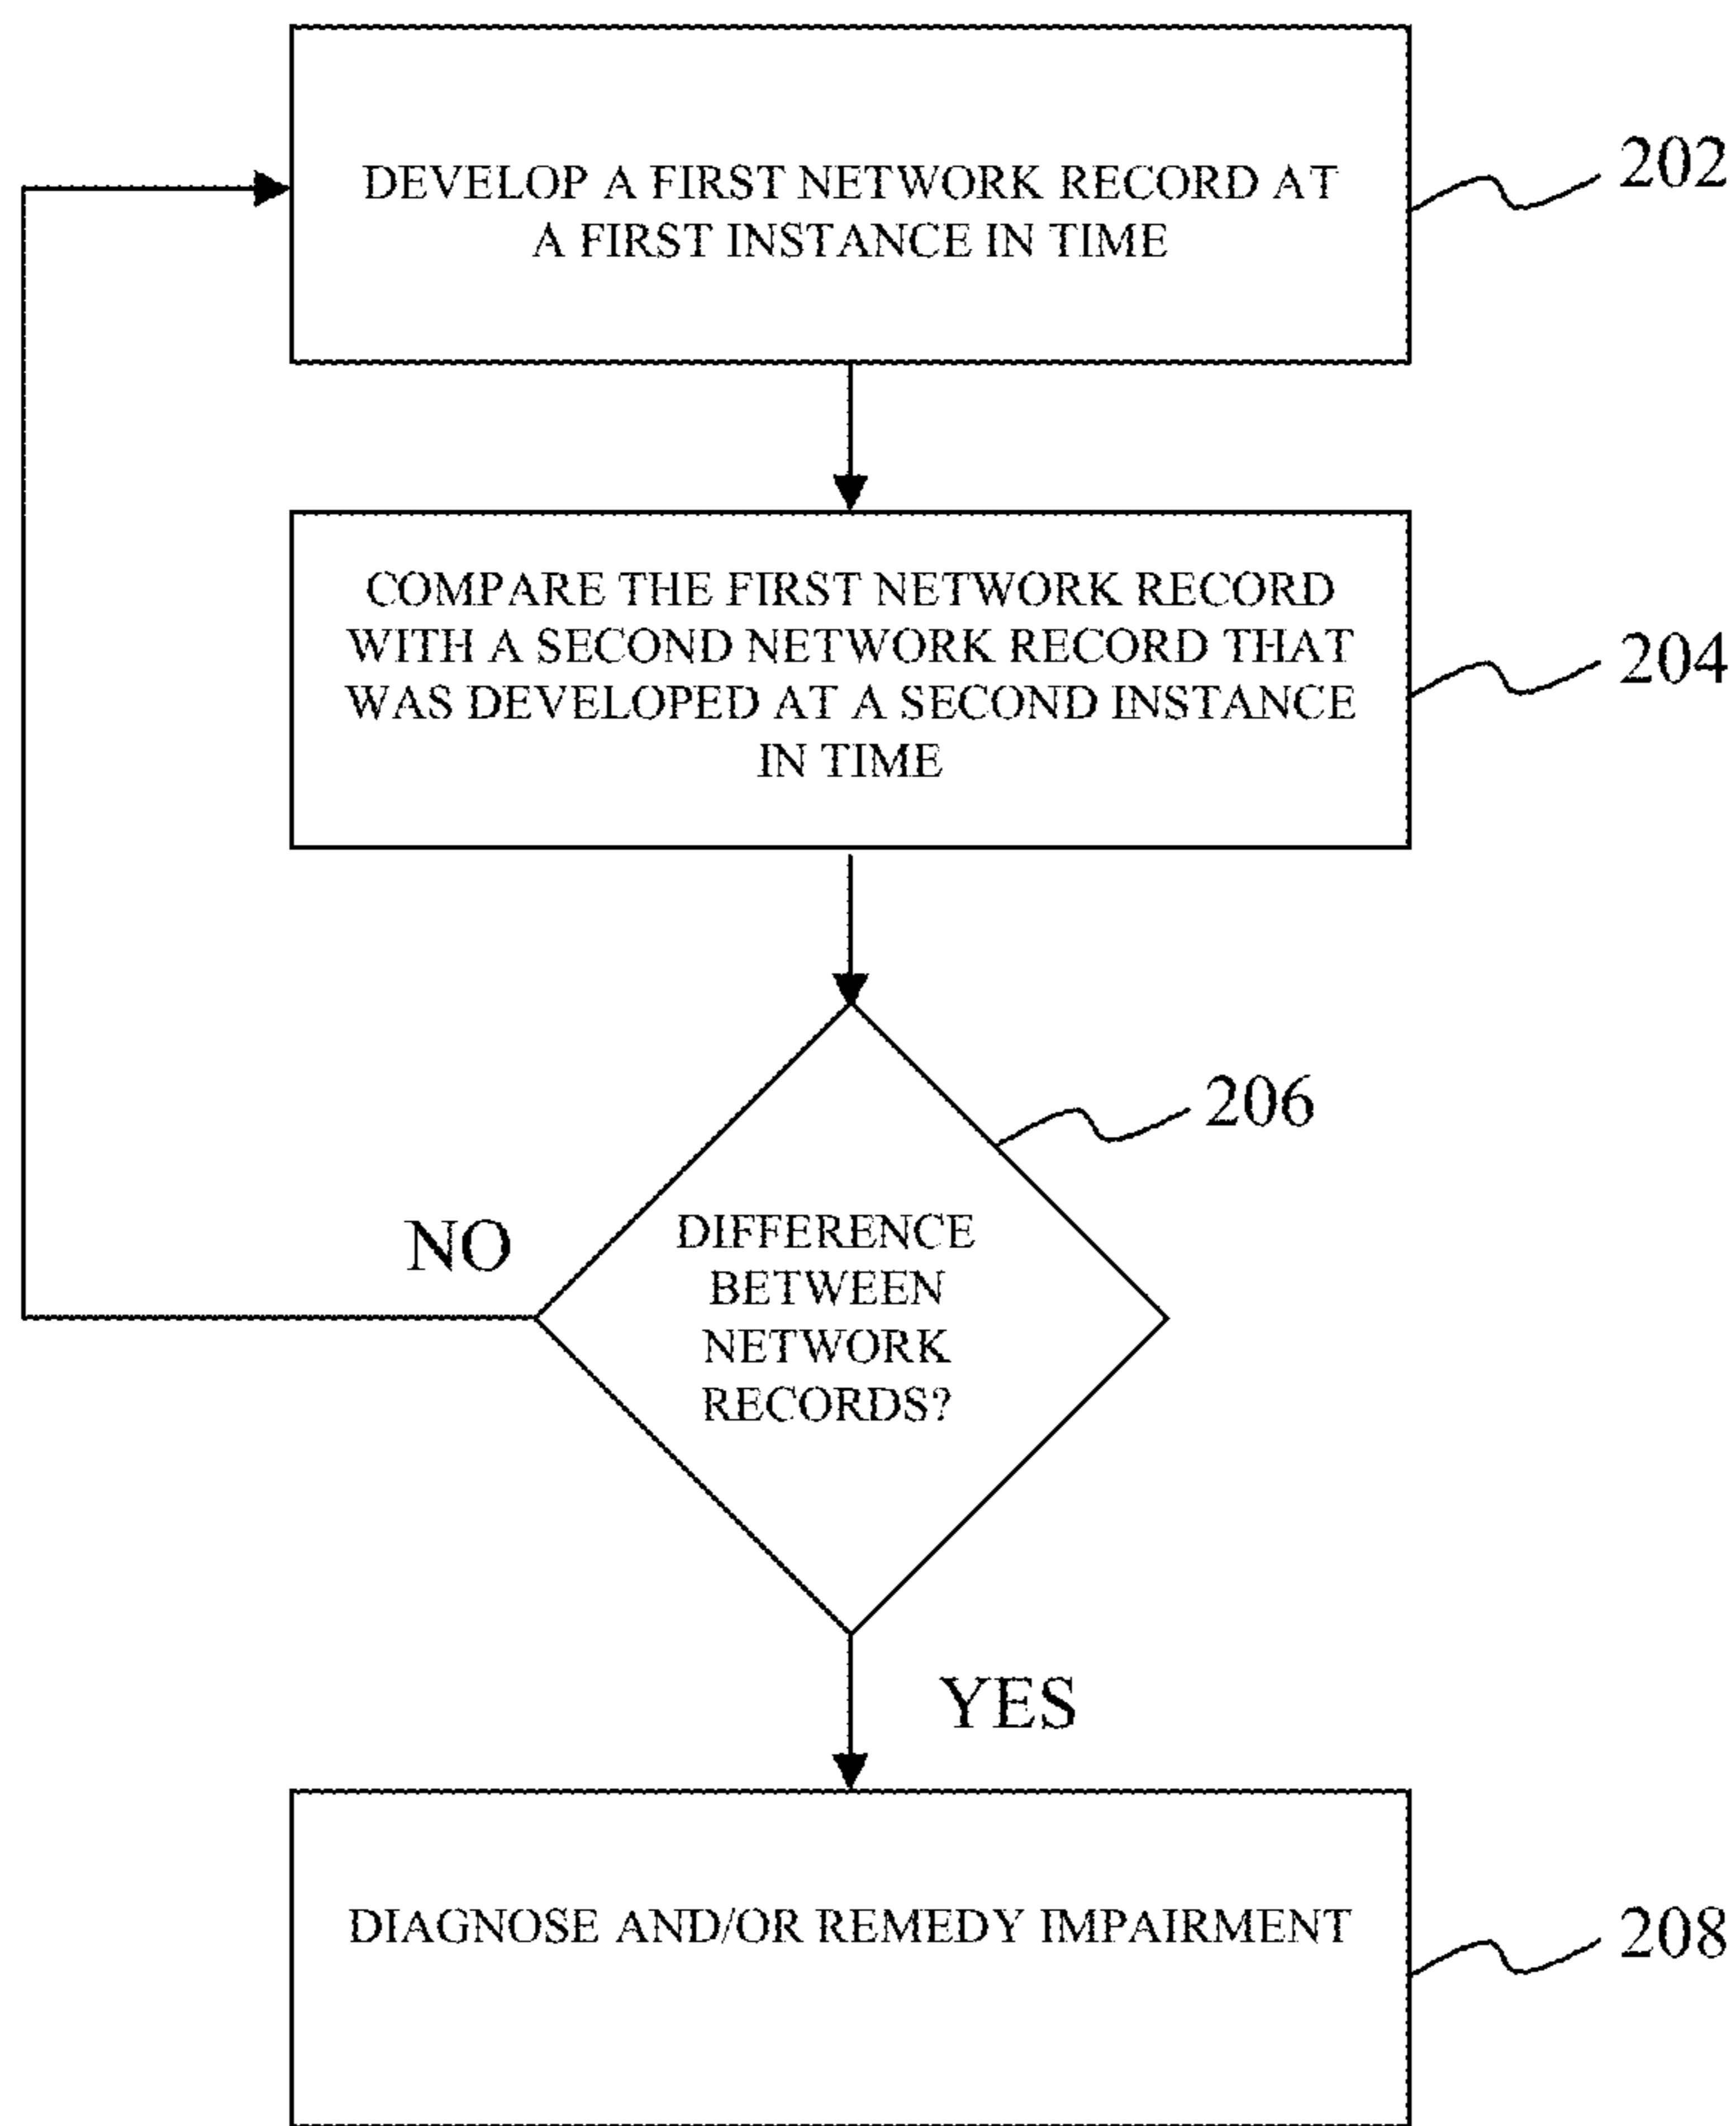 DEVELOP A FIRST NETWORK RECORD AT
A FIRST INSTANCE IN TIME
202
COMPARE THE FIRST NETWORK RECORD
WITH A SECOND NETWORK RECORD THAT
WAS DEVELOPED AT A SECOND INSTANCE
IN TIME
204
206
NO
DIFFERENCE
BETWEEN
NETWORK
RECORDS?
YES
DIAGNOSE AND/OR REMEDY IMPAIRMENT
208